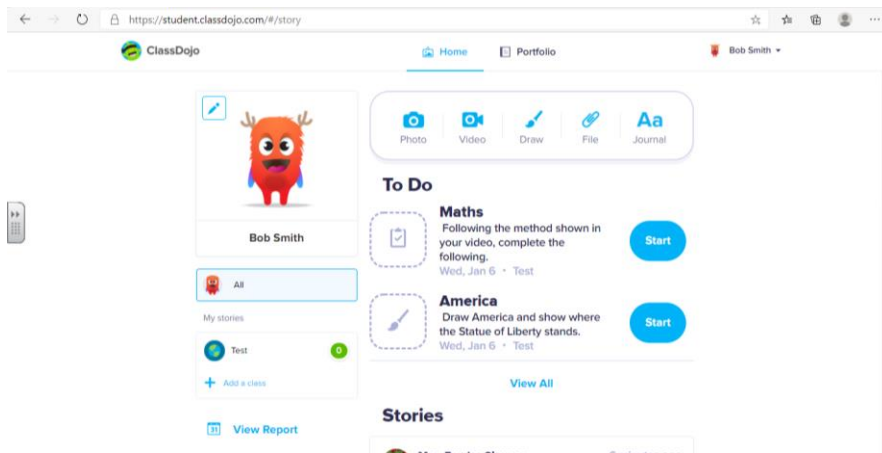 https://student.classdojo.com/#/story
ClassDojo
Home
Portfolio
Bob Smith
Photo
Video
Draw
File
Aa
Journal
To Do
Bob Smith
Maths
Following the method shown in
your video, complete the
following.
Wed, Jan 6 • Test
Start
All
My stories
America
Draw America and show where
the Statue of Liberty stands.
Wed, Jan 6 • Test
Start
Test
0
Add a class
View All
View Report
Stories